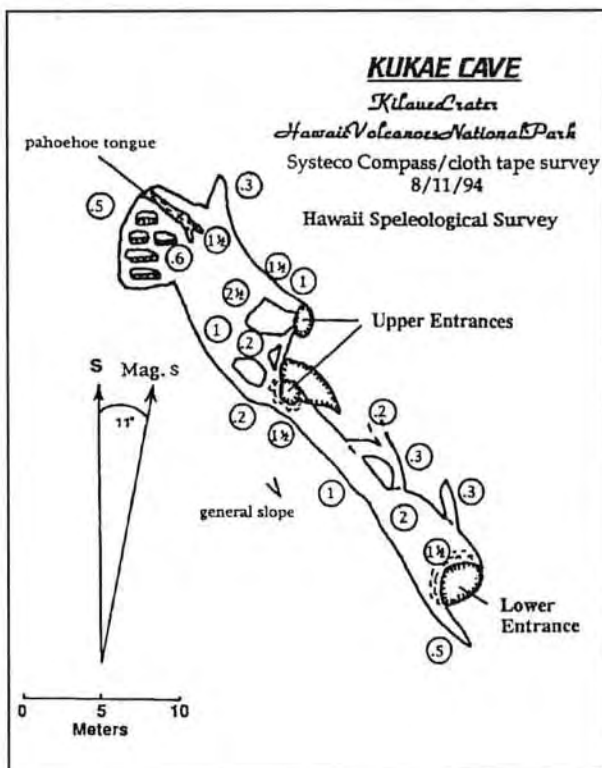 KUKAE CAVE
Kilauea Crater
Hawaii Volcanoes National Park
Systeco Compass/cloth tape survey
8/11/94
Hawaii Speleological Survey
pahoehoe tongue
.3
.5
1½
.6
1½
1
2½
1
.2
Upper Entrances
S
Mag. S
11°
.2
1½
.2
.3
general slope
1
2
.3
1½
Lower
Entrance
.5
0
5
10
Meters